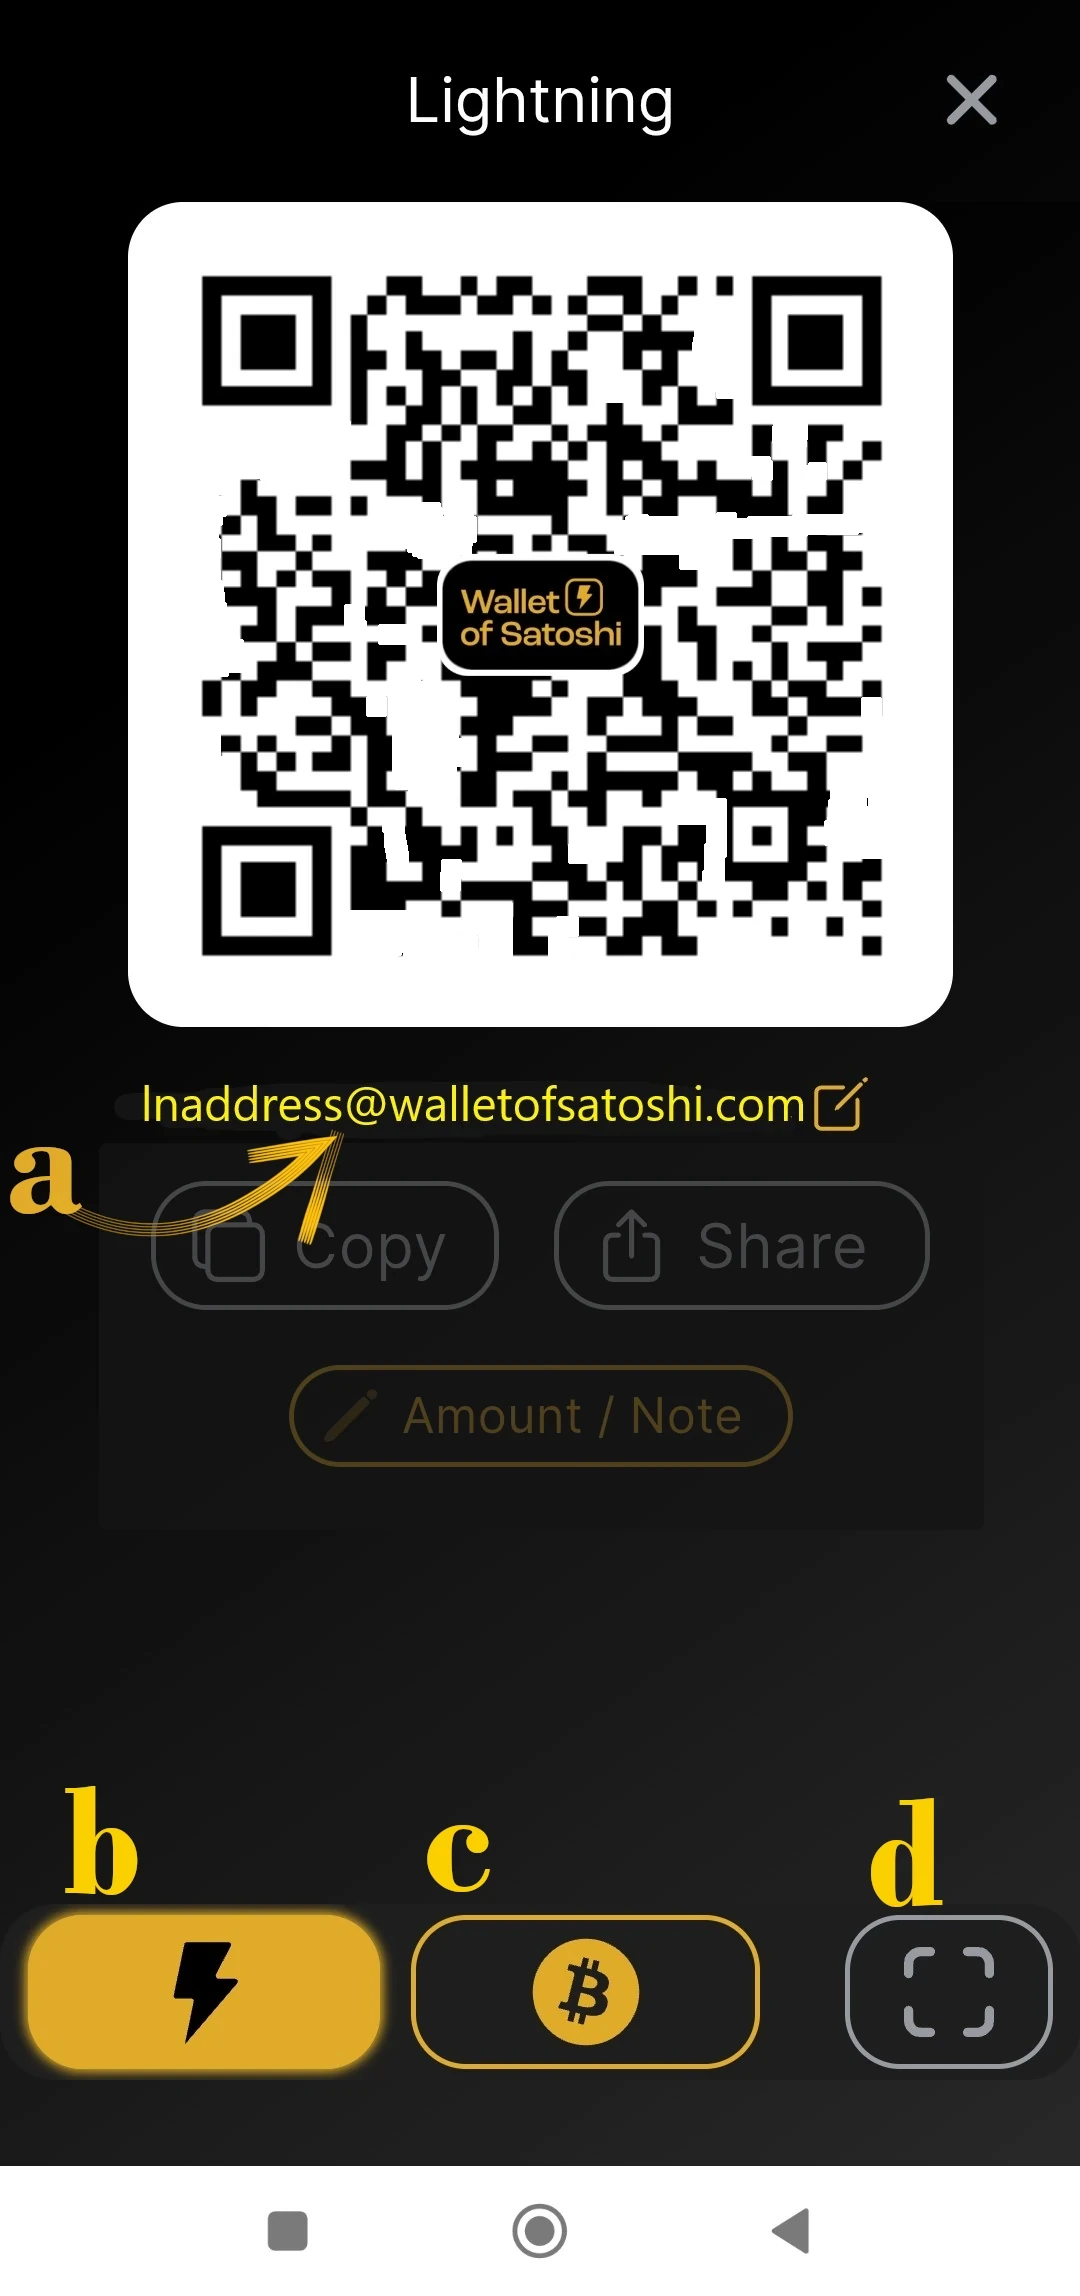 Lightning
Wallet
of Satoshi
lnaddress@walletofsatoshi.com
a
Copy
Share
Amount / Note
b
c
d